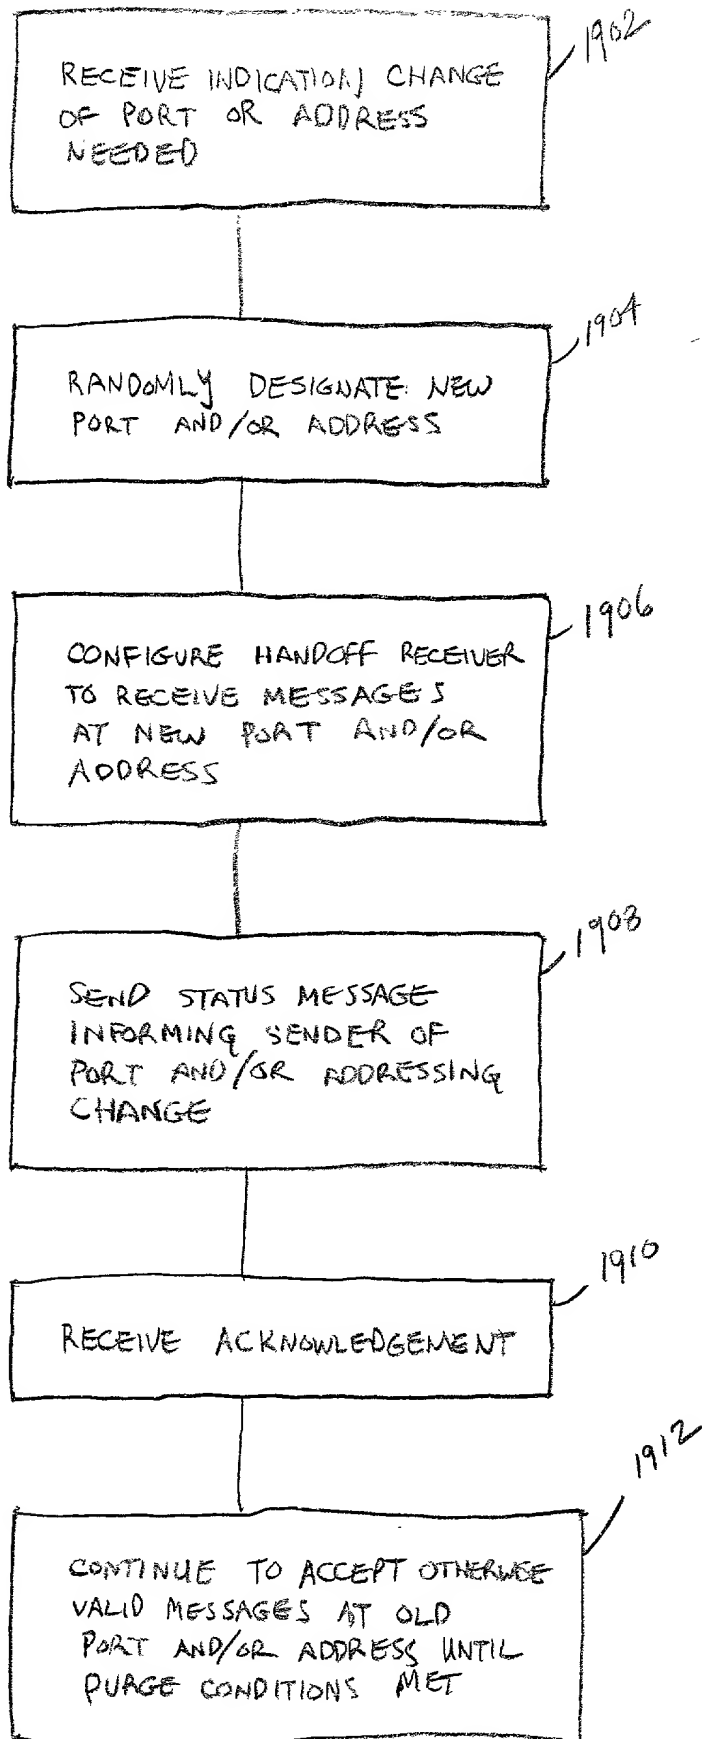 1902
RECEIVE INDICATION CHANGE
OF PORT OR ADDRESS
NEEDED
1904
RANDOMLY DESIGNATE NEW
PORT AND/OR ADDRESS
1906
CONFIGURE HANDOFF RECEIVER
TO RECEIVE MESSAGES
AT NEW PORT AND/OR
ADDRESS
1908
SEND STATUS MESSAGE
INFORMING SENDER OF
PORT AND/OR ADDRESSING
CHANGE
1910
RECEIVE ACKNOWLEDGEMENT
1912
CONTINUE TO ACCEPT OTHERWISE
VALID MESSAGES AT OLD
PORT AND/OR ADDRESS UNTIL
PURGE CONDITIONS MET